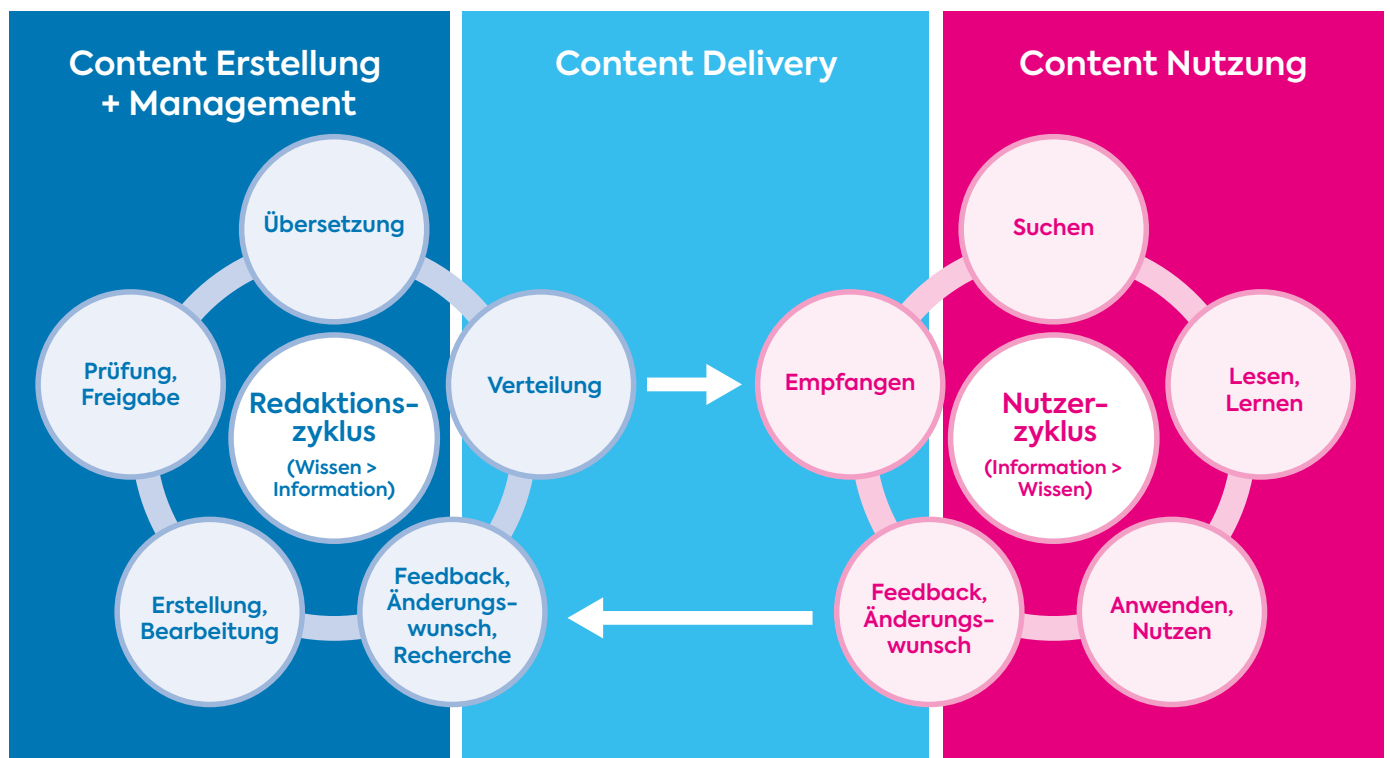 Content Erstellung
+ Management
Content Delivery
Content Nutzung
Übersetzung
Prüfung,
Freigabe
Redaktions-
zyklus
(Wissen >
Information)
Verteilung
Erstellung,
Bearbeitung
Feedback,
Änderungs-
wunsch,
Recherche
Suchen
Empfangen
Nutzer-
zyklus
(Information >
Wissen)
Lesen,
Lernen
Feedback,
Änderungs-
wunsch
Anwenden,
Nutzen